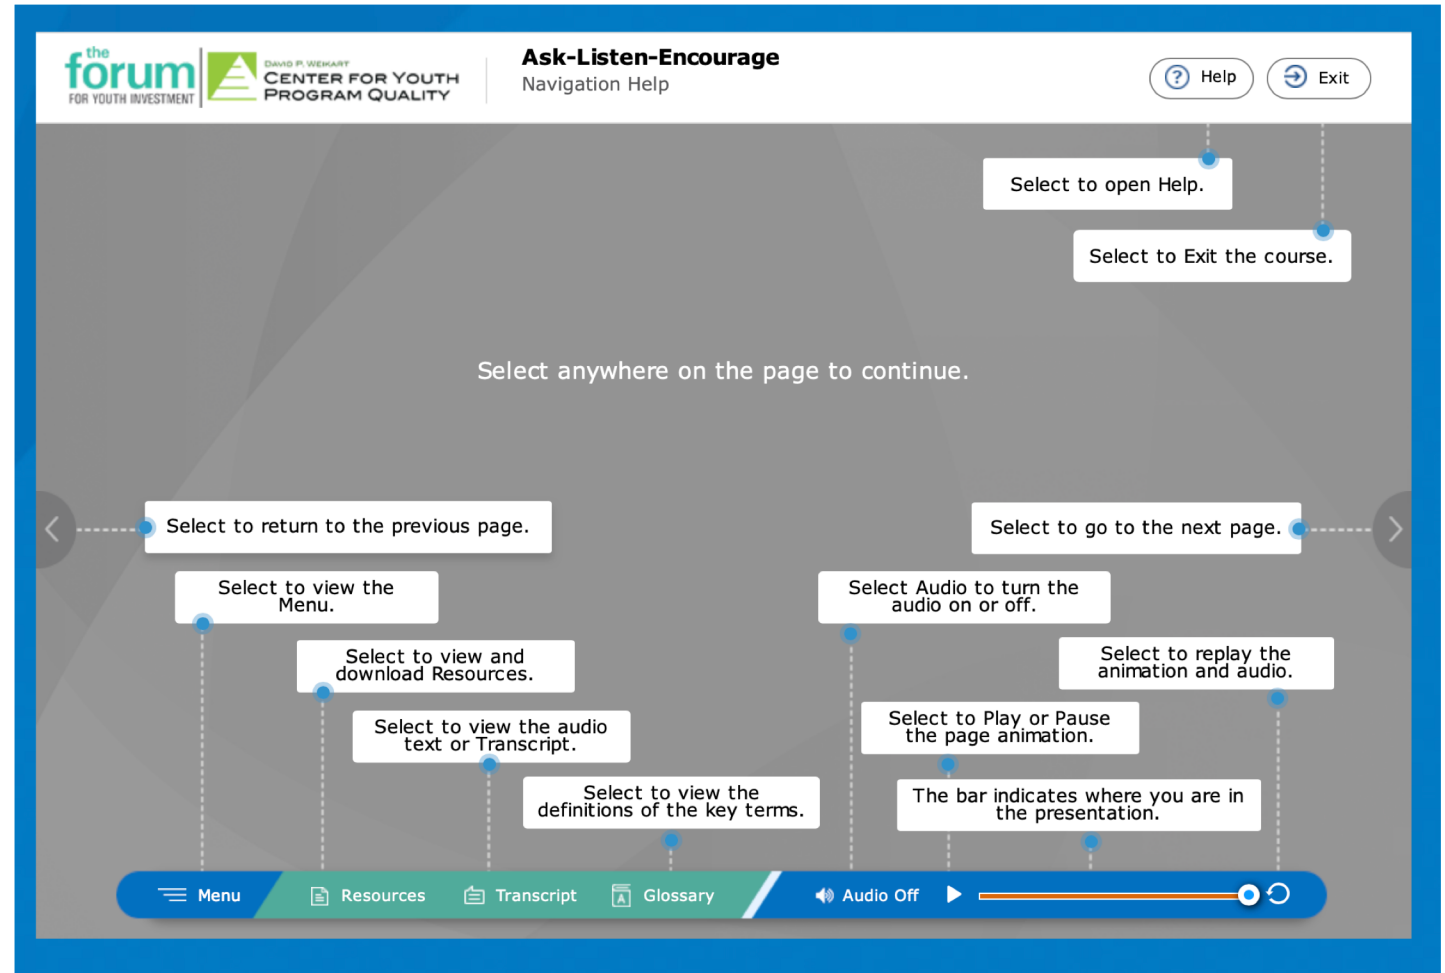 the
forum
FOR YOUTH INVESTMENT
DAVID P. WEIKART
CENTER FOR YOUTH
PROGRAM QUALITY
Ask-Listen-Encourage
Navigation Help
? Help
Exit
Select to open Help.
Select to Exit the course.
Select anywhere on the page to continue.
Select to return to the previous page.
Select to go to the next page.
Select to view the
Menu.
Select Audio to turn the
audio on or off.
Select to view and
download Resources.
Select to replay the
animation and audio.
Select to view the audio
text or Transcript.
Select to Play or Pause
the page animation.
Select to view the
definitions of the key terms.
The bar indicates where you are in
the presentation.
Menu
Resources
Transcript
A Glossary
Audio Off